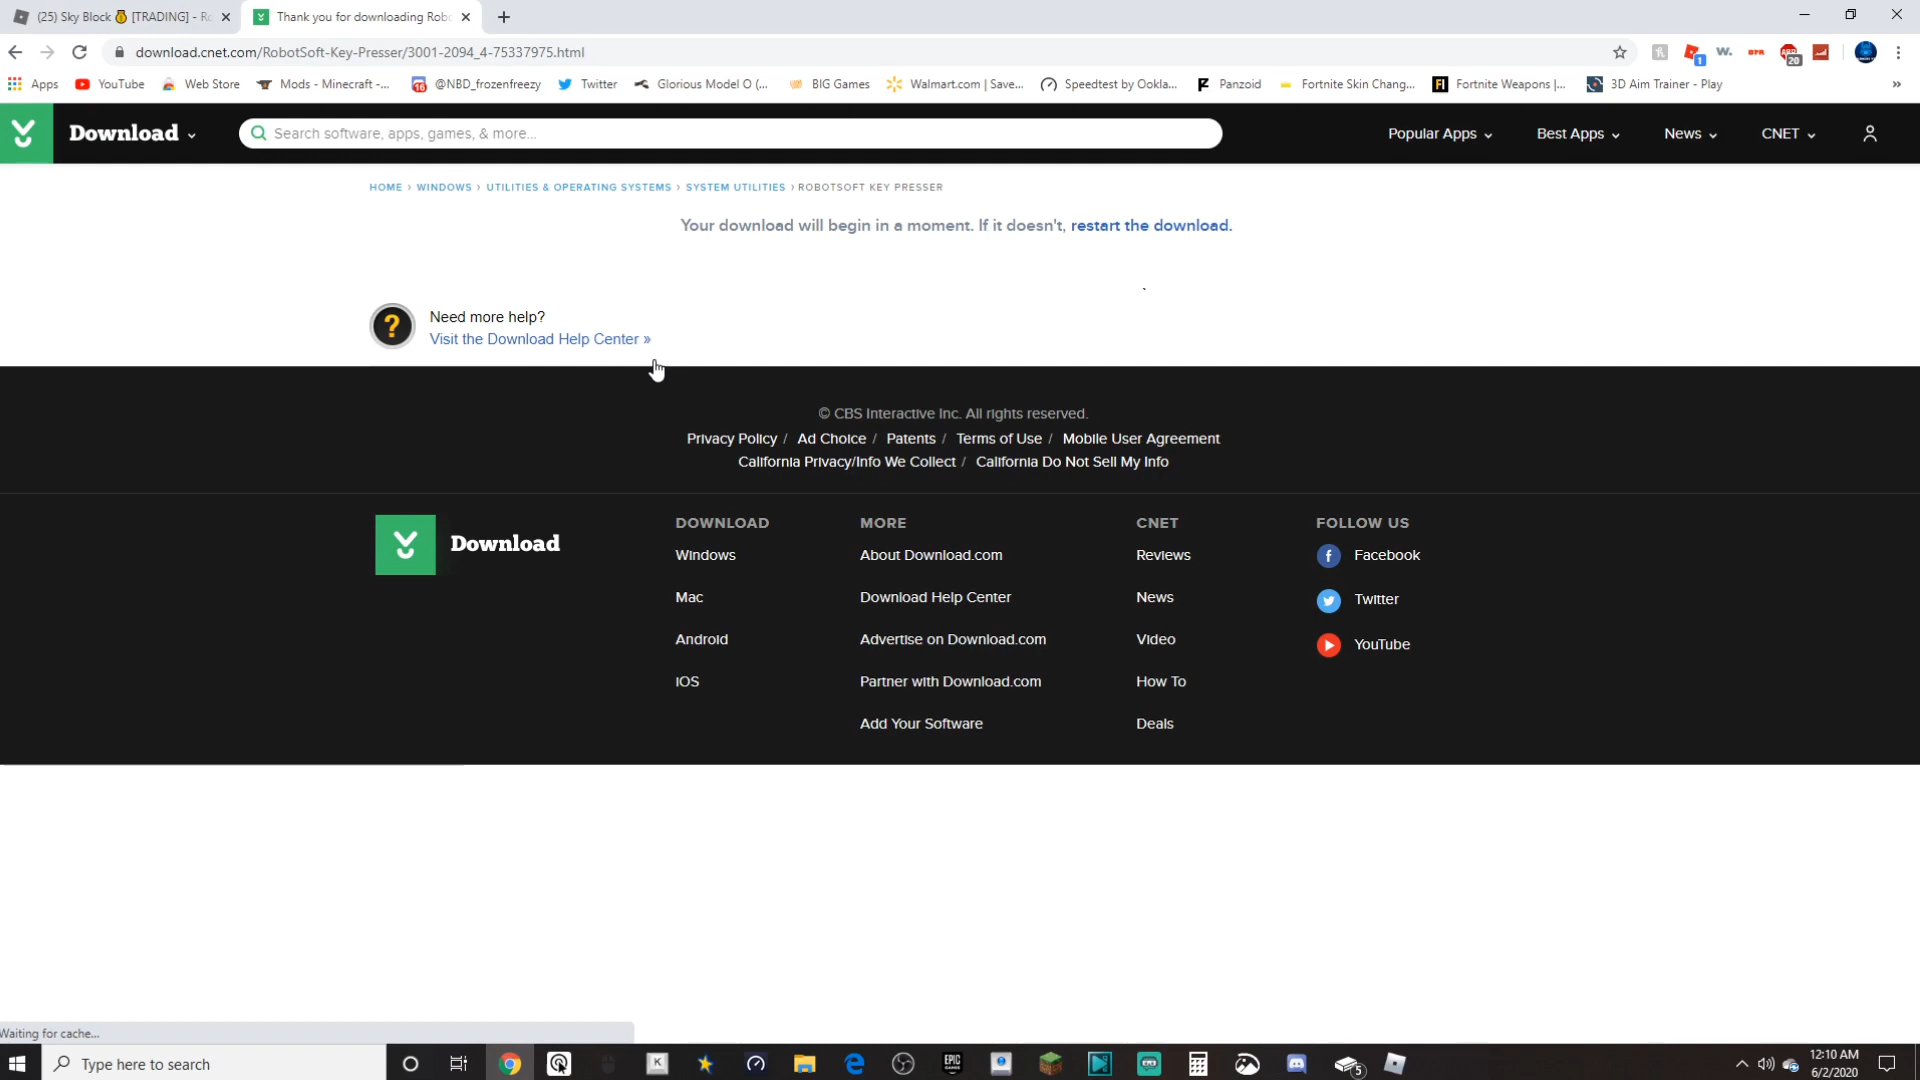 (25) Sky Block 💰 [TRADING] - Ro
Thank you for downloading Robo
download.cnet.com/RobotSoft-Key-Presser/3001-2094_4-75337975.html
Apps YouTube Web Store Mods - Minecraft -... @NBD_frozenfreezy Twitter Glorious Model O (... BIG Games Walmart.com | Save... Speedtest by Ookla... Panzoid Fortnite Skin Chang... Fortnite Weapons |... 3D Aim Trainer - Play »
Download Search software, apps, games, & more... Popular Apps Best Apps News CNET
HOME › WINDOWS › UTILITIES & OPERATING SYSTEMS › SYSTEM UTILITIES › ROBOTSOFT KEY PRESSER
Your download will begin in a moment. If it doesn't, restart the download.
`
Need more help?
Visit the Download Help Center »
© CBS Interactive Inc. All rights reserved.
Privacy Policy / Ad Choice / Patents / Terms of Use / Mobile User Agreement
California Privacy/Info We Collect / California Do Not Sell My Info
Download
DOWNLOAD
Windows
Mac
Android
iOS
MORE
About Download.com
Download Help Center
Advertise on Download.com
Partner with Download.com
Add Your Software
CNET
Reviews
News
Video
How To
Deals
FOLLOW US
Facebook
Twitter
YouTube
Waiting for cache...
Type here to search
12:10 AM
6/2/2020